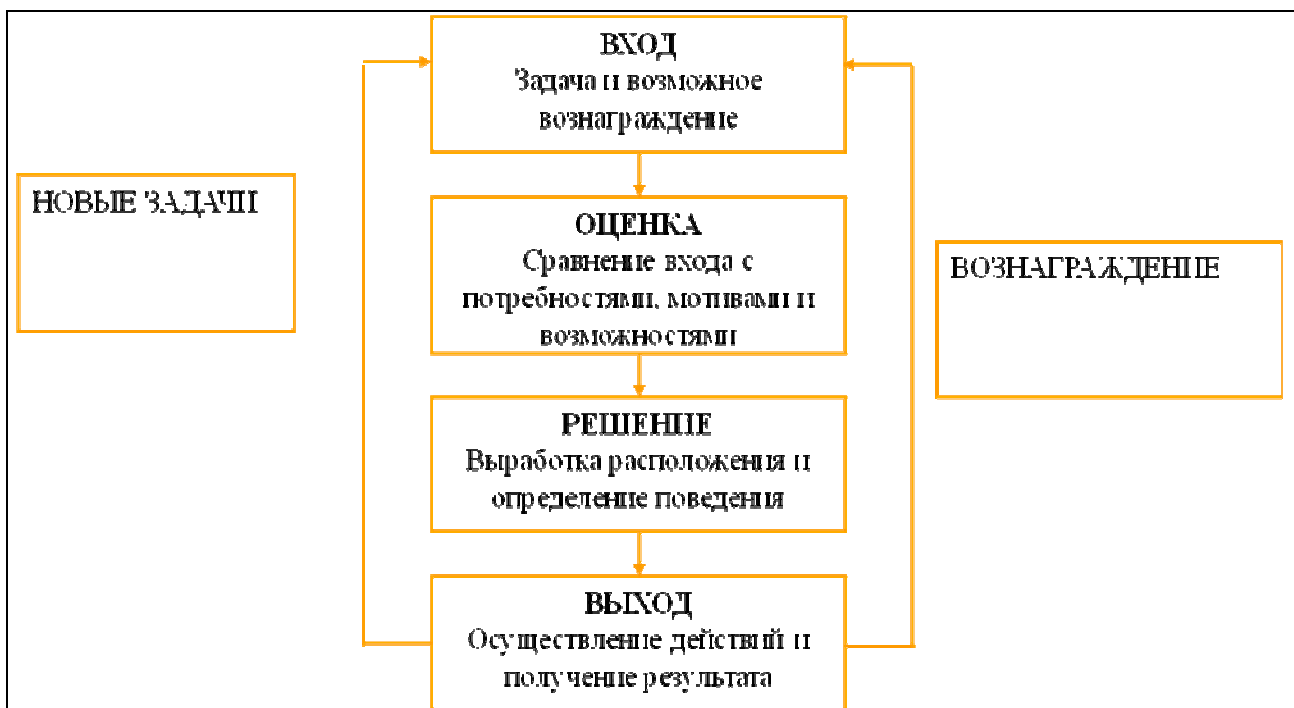 ВХОД
Задача и возможное
вознаграждение
НОВЫЕ ЗАДАЧИ
ОЦЕНКА
Сравнение входа с
потребностями, мотивами и
возможностями
ВОЗНАГРАЖДЕНИЕ
РЕШЕНИЕ
Выработка расположения и
определение поведения
ВЫХОД
Осуществление действий и
получение результата